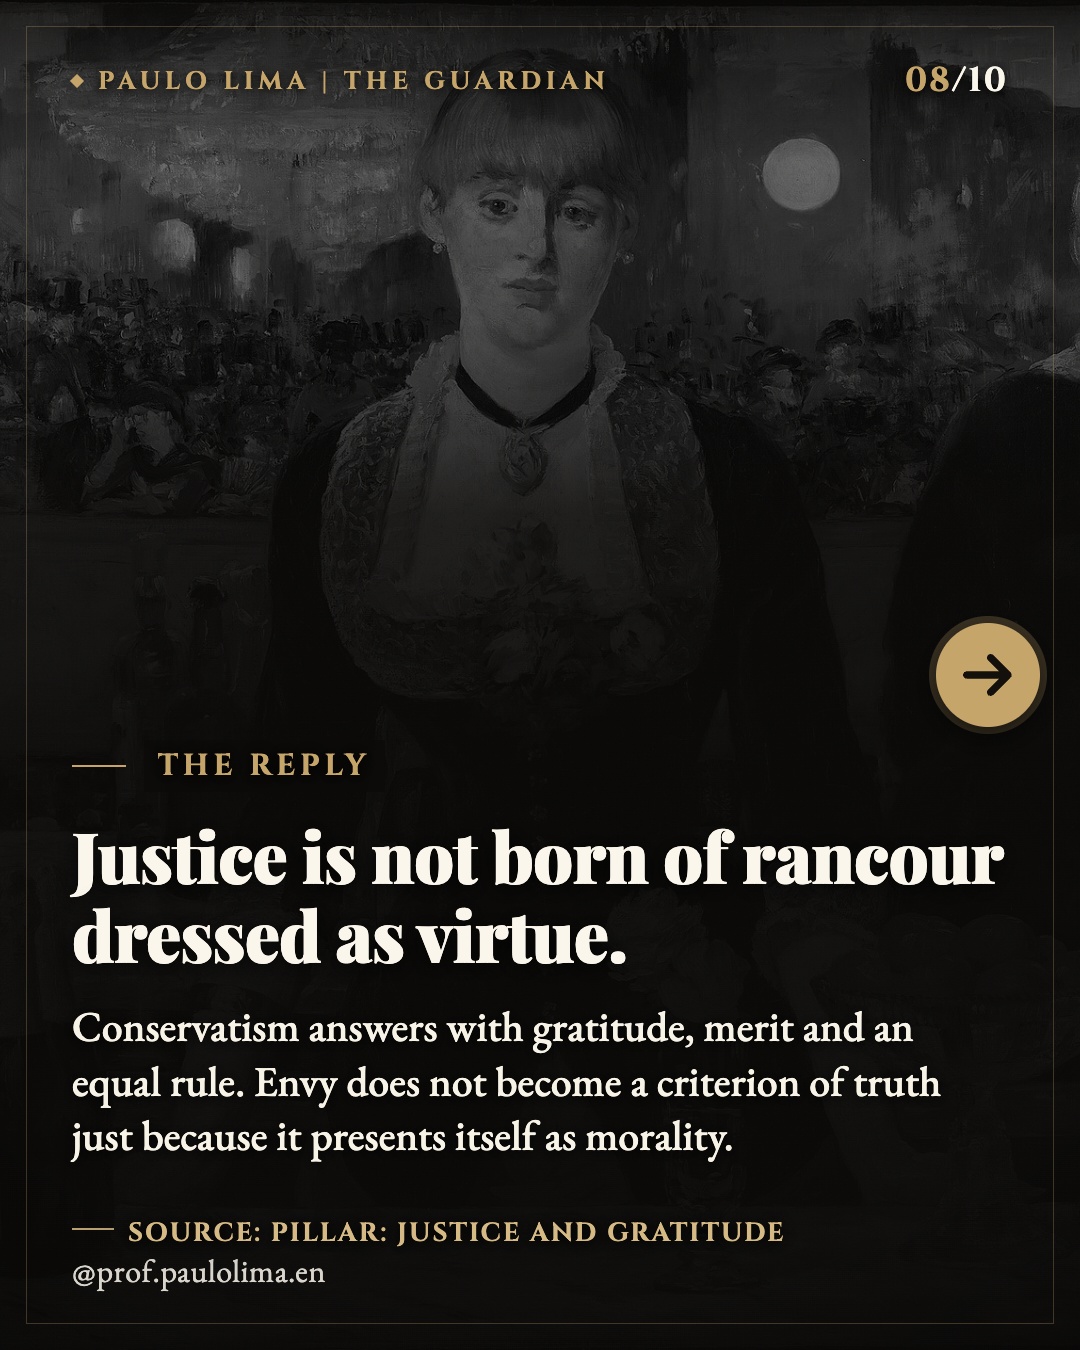 ◆ PAULO LIMA | THE GUARDIAN
08/10
THE REPLY
Justice is not born of rancour
dressed as virtue.
Conservatism answers with gratitude, merit and an
equal rule. Envy does not become a criterion of truth
just because it presents itself as morality.
SOURCE: PILLAR: JUSTICE AND GRATITUDE
@prof.paulolima.en